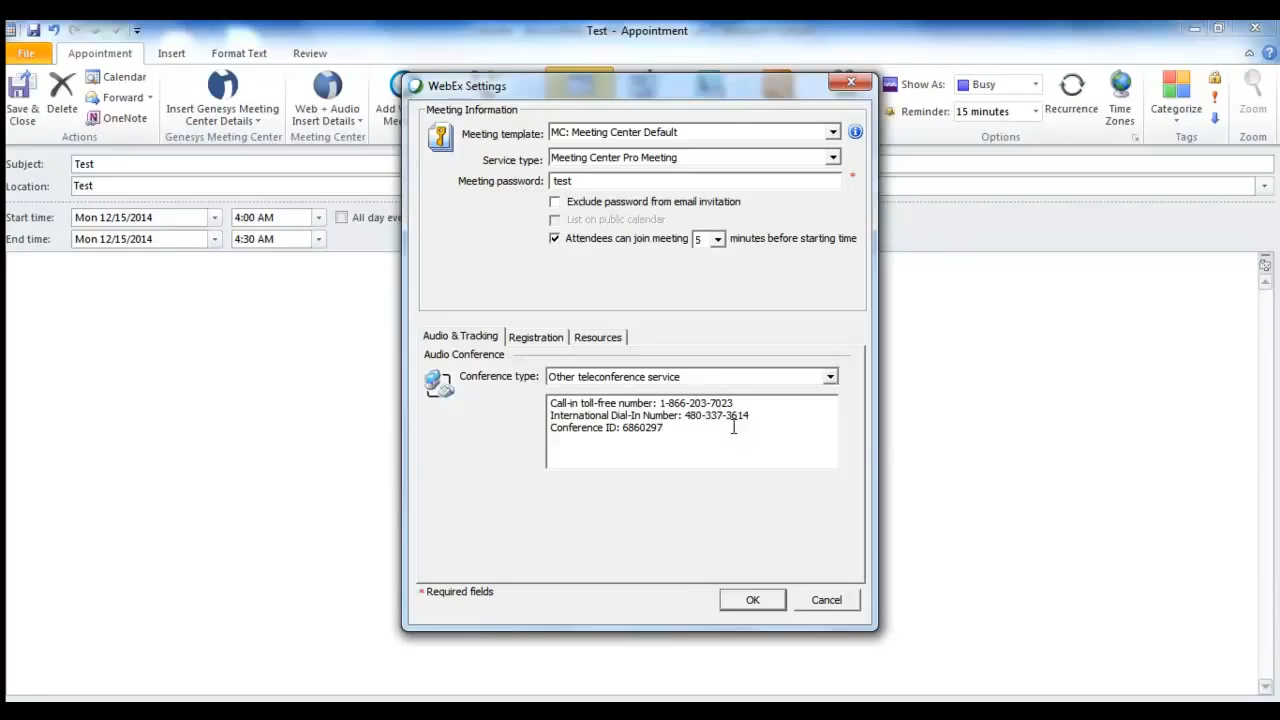 Test - Appointment
File Appointment Insert Format Text Review
Save & Close
Delete
Calendar
Forward
OneNote
Actions
Insert Genesys Meeting Center Details
Genesys Meeting Center
Web + Audio Insert Details
Meeting Center
Show As: Busy
Reminder: 15 minutes
Recurrence
Time Zones
Options
Categorize
Tags
Zoom
Zoom
Subject: Test
Location: Test
Start time: Mon 12/15/2014 4:00 AM All day eve
End time: Mon 12/15/2014 4:30 AM
WebEx Settings
Meeting Information
Meeting template: MC: Meeting Center Default
Service type: Meeting Center Pro Meeting
Meeting password: test *
Exclude password from email invitation
List on public calendar
Attendees can join meeting 5 minutes before starting time
Audio & Tracking Registration Resources
Audio Conference
Conference type: Other teleconference service
Call-in toll-free number: 1-866-203-7023
International Dial-In Number: 480-337-3614
Conference ID: 6860297
* Required fields
OK Cancel